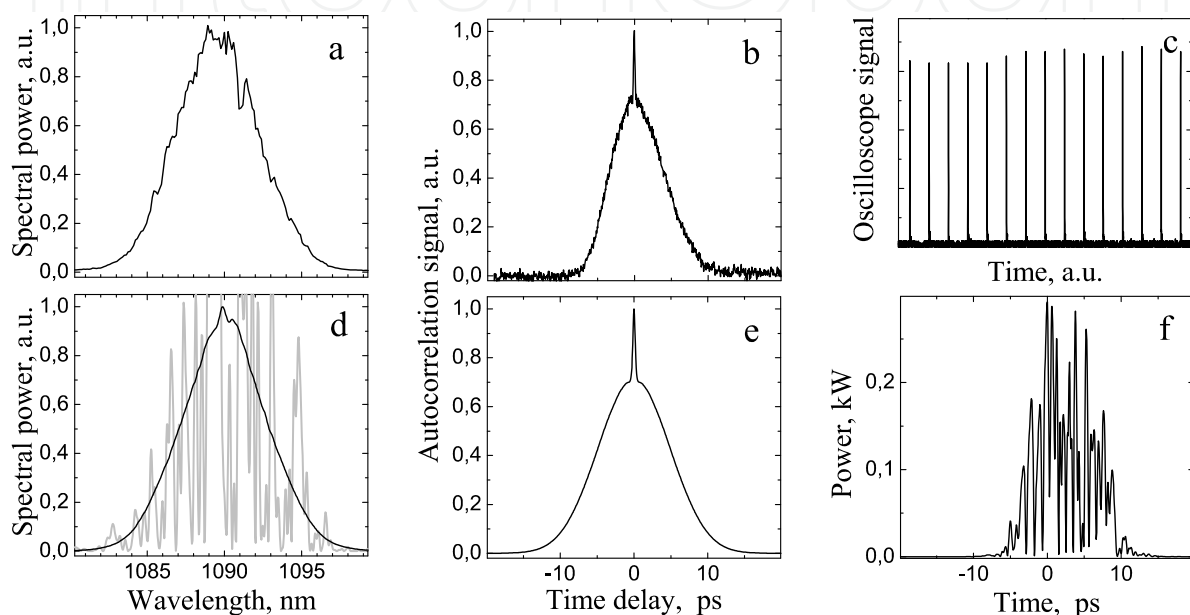 Spectral power, a.u.
1,0
0,8
0,6
0,4
0,2
0,0
a
Autocorrelation signal, a.u.
1,0
0,8
0,6
0,4
0,2
0,0
b
Oscilloscope signal
c
Time, a.u.
Spectral power, a.u.
1,0
0,8
0,6
0,4
0,2
0,0
d
1085 1090 1095
Wavelength, nm
1,0
0,8
0,6
0,4
0,2
0,0
e
-10 0 10
Time delay, ps
Power, kW
0,2
0,1
0,0
f
-10 0 10
Time, ps